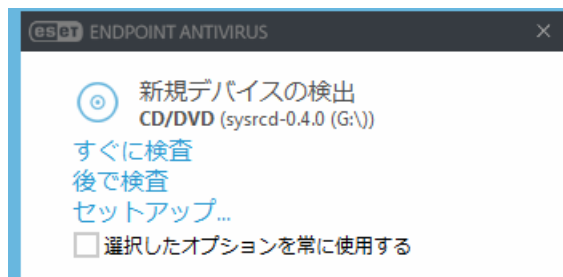 eset ENDPOINT ANTIVIRUS
新規デバイスの検出
CD/DVD (sysrcd-0.4.0 (G:\))
すぐに検査
後で検査
セットアップ...
選択したオプションを常に使用する